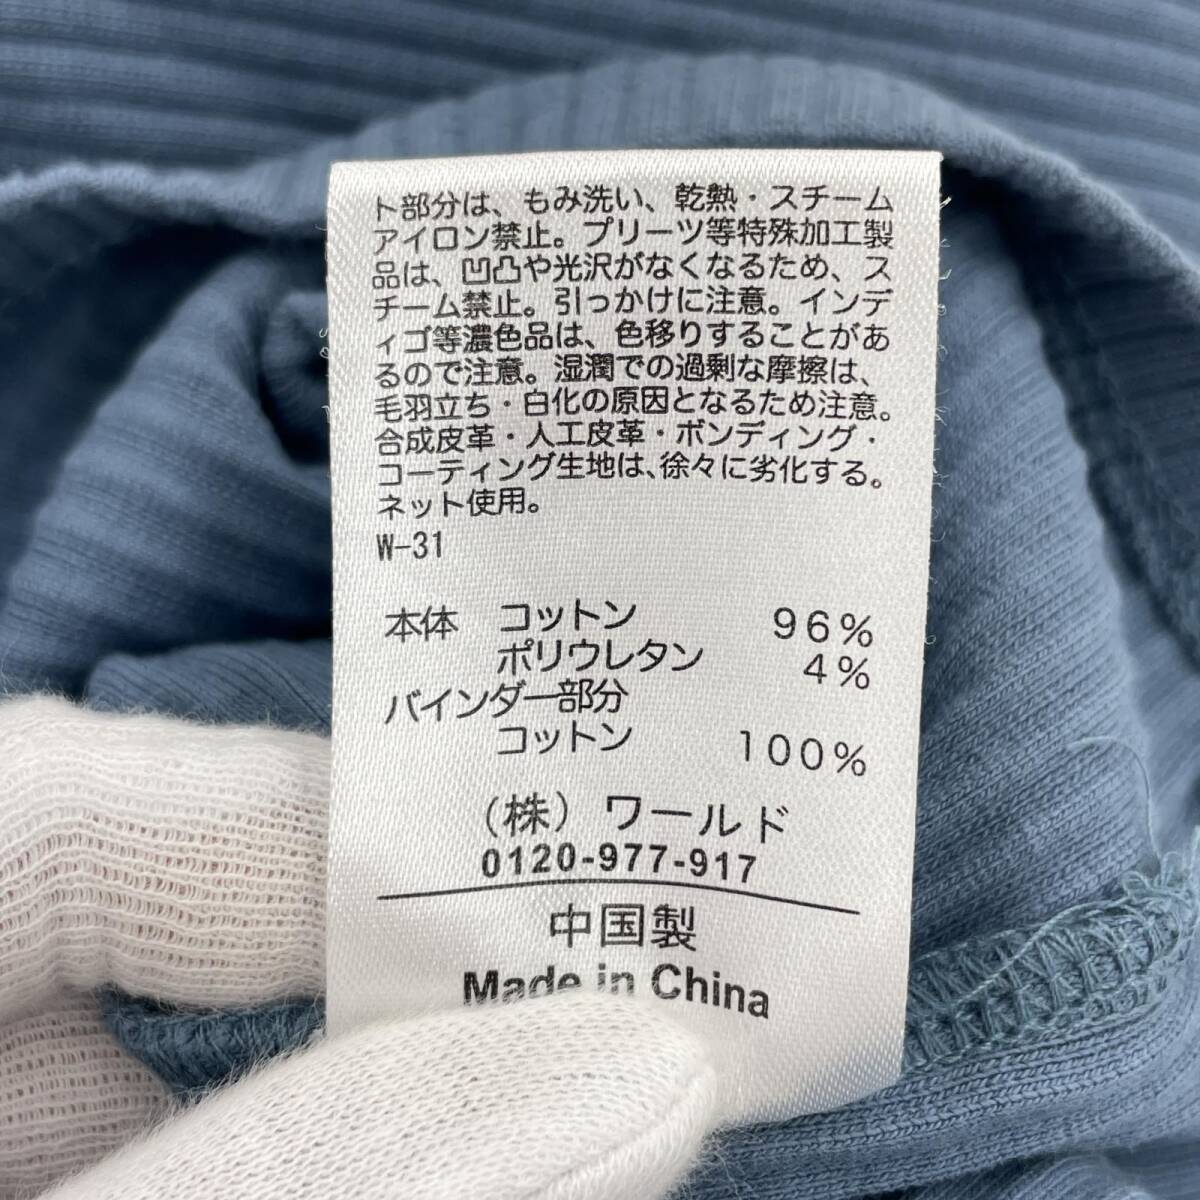 ト部分は、もみ洗い、乾熱・スチーム
アイロン禁止。プリーツ等特殊加工製
品は、凹凸や光沢がなくなるため、ス
チーム禁止。引っかけに注意。インデ
ィゴ等濃色品は、色移りすることがあ
るので注意。湿潤での過剰な摩擦は、
毛羽立ち・白化の原因となるため注意。
合成皮革・人工皮革・ボンディング・
コーティング生地は、徐々に劣化する。
ネット使用。
W-31
本体 コットン 96%
ポリウレタン 4%
バインダー部分
コットン 100%
(株) ワールド
0120-977-917
中国製
Made in China